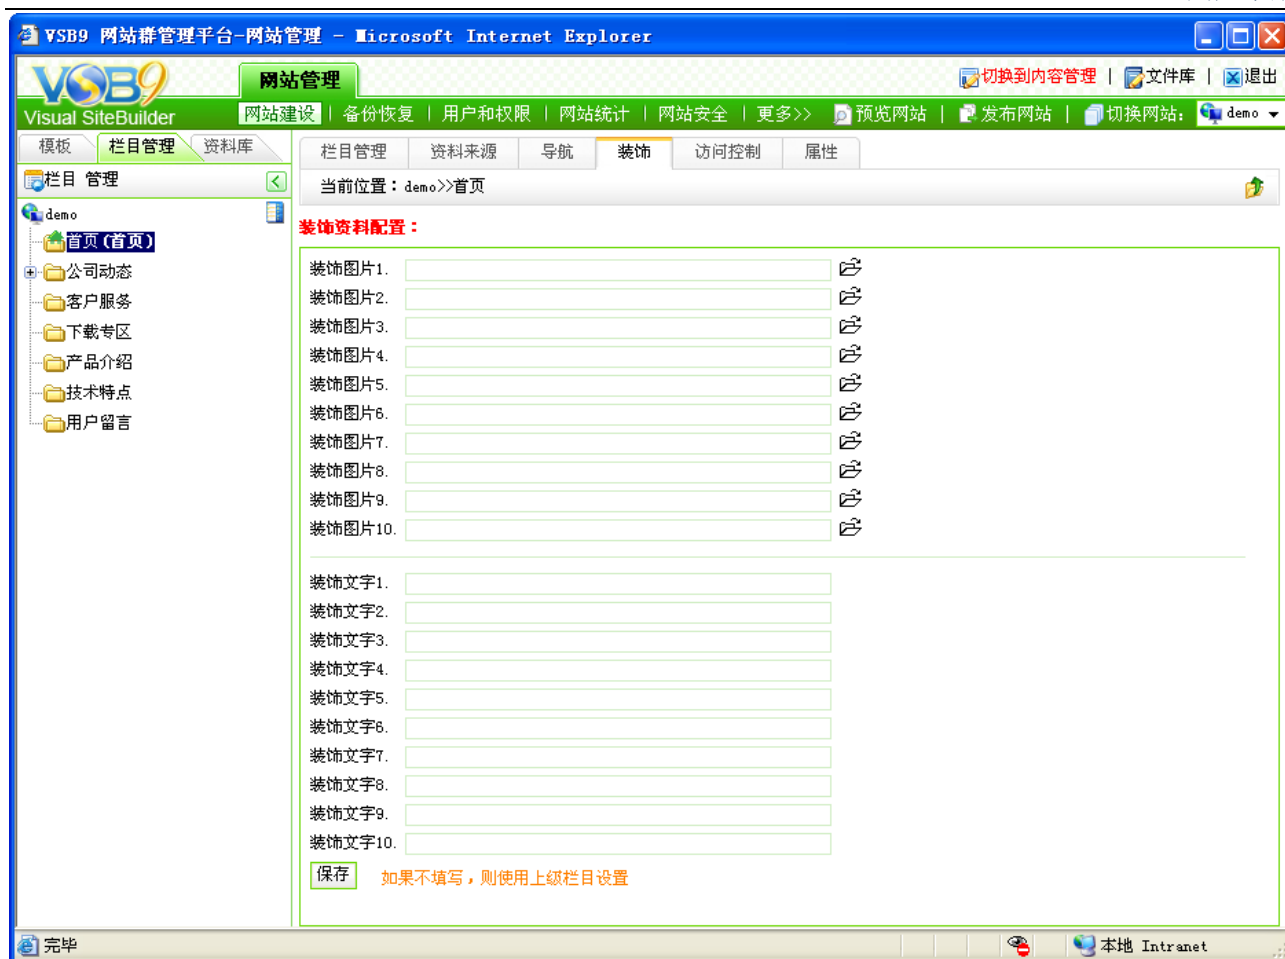 VSB9 网站群管理平台-网站管理 - Microsoft Internet Explorer
VSB9 网站管理 切换到内容管理 | 文件库 | 退出
Visual SiteBuilder 网站建设 | 备份恢复 | 用户和权限 | 网站统计 | 网站安全 | 更多>> 预览网站 | 发布网站 | 切换网站: demo
模板 栏目管理 资料库 栏目管理 资料来源 导航 装饰 访问控制 属性
栏目 管理 当前位置：demo>>首页
demo
首页(首页)
公司动态
客户服务
下载专区
产品介绍
技术特点
用户留言
装饰资料配置：
装饰图片1.
装饰图片2.
装饰图片3.
装饰图片4.
装饰图片5.
装饰图片6.
装饰图片7.
装饰图片8.
装饰图片9.
装饰图片10.
装饰文字1.
装饰文字2.
装饰文字3.
装饰文字4.
装饰文字5.
装饰文字6.
装饰文字7.
装饰文字8.
装饰文字9.
装饰文字10.
保存 如果不填写，则使用上级栏目设置
完毕 本地 Intranet